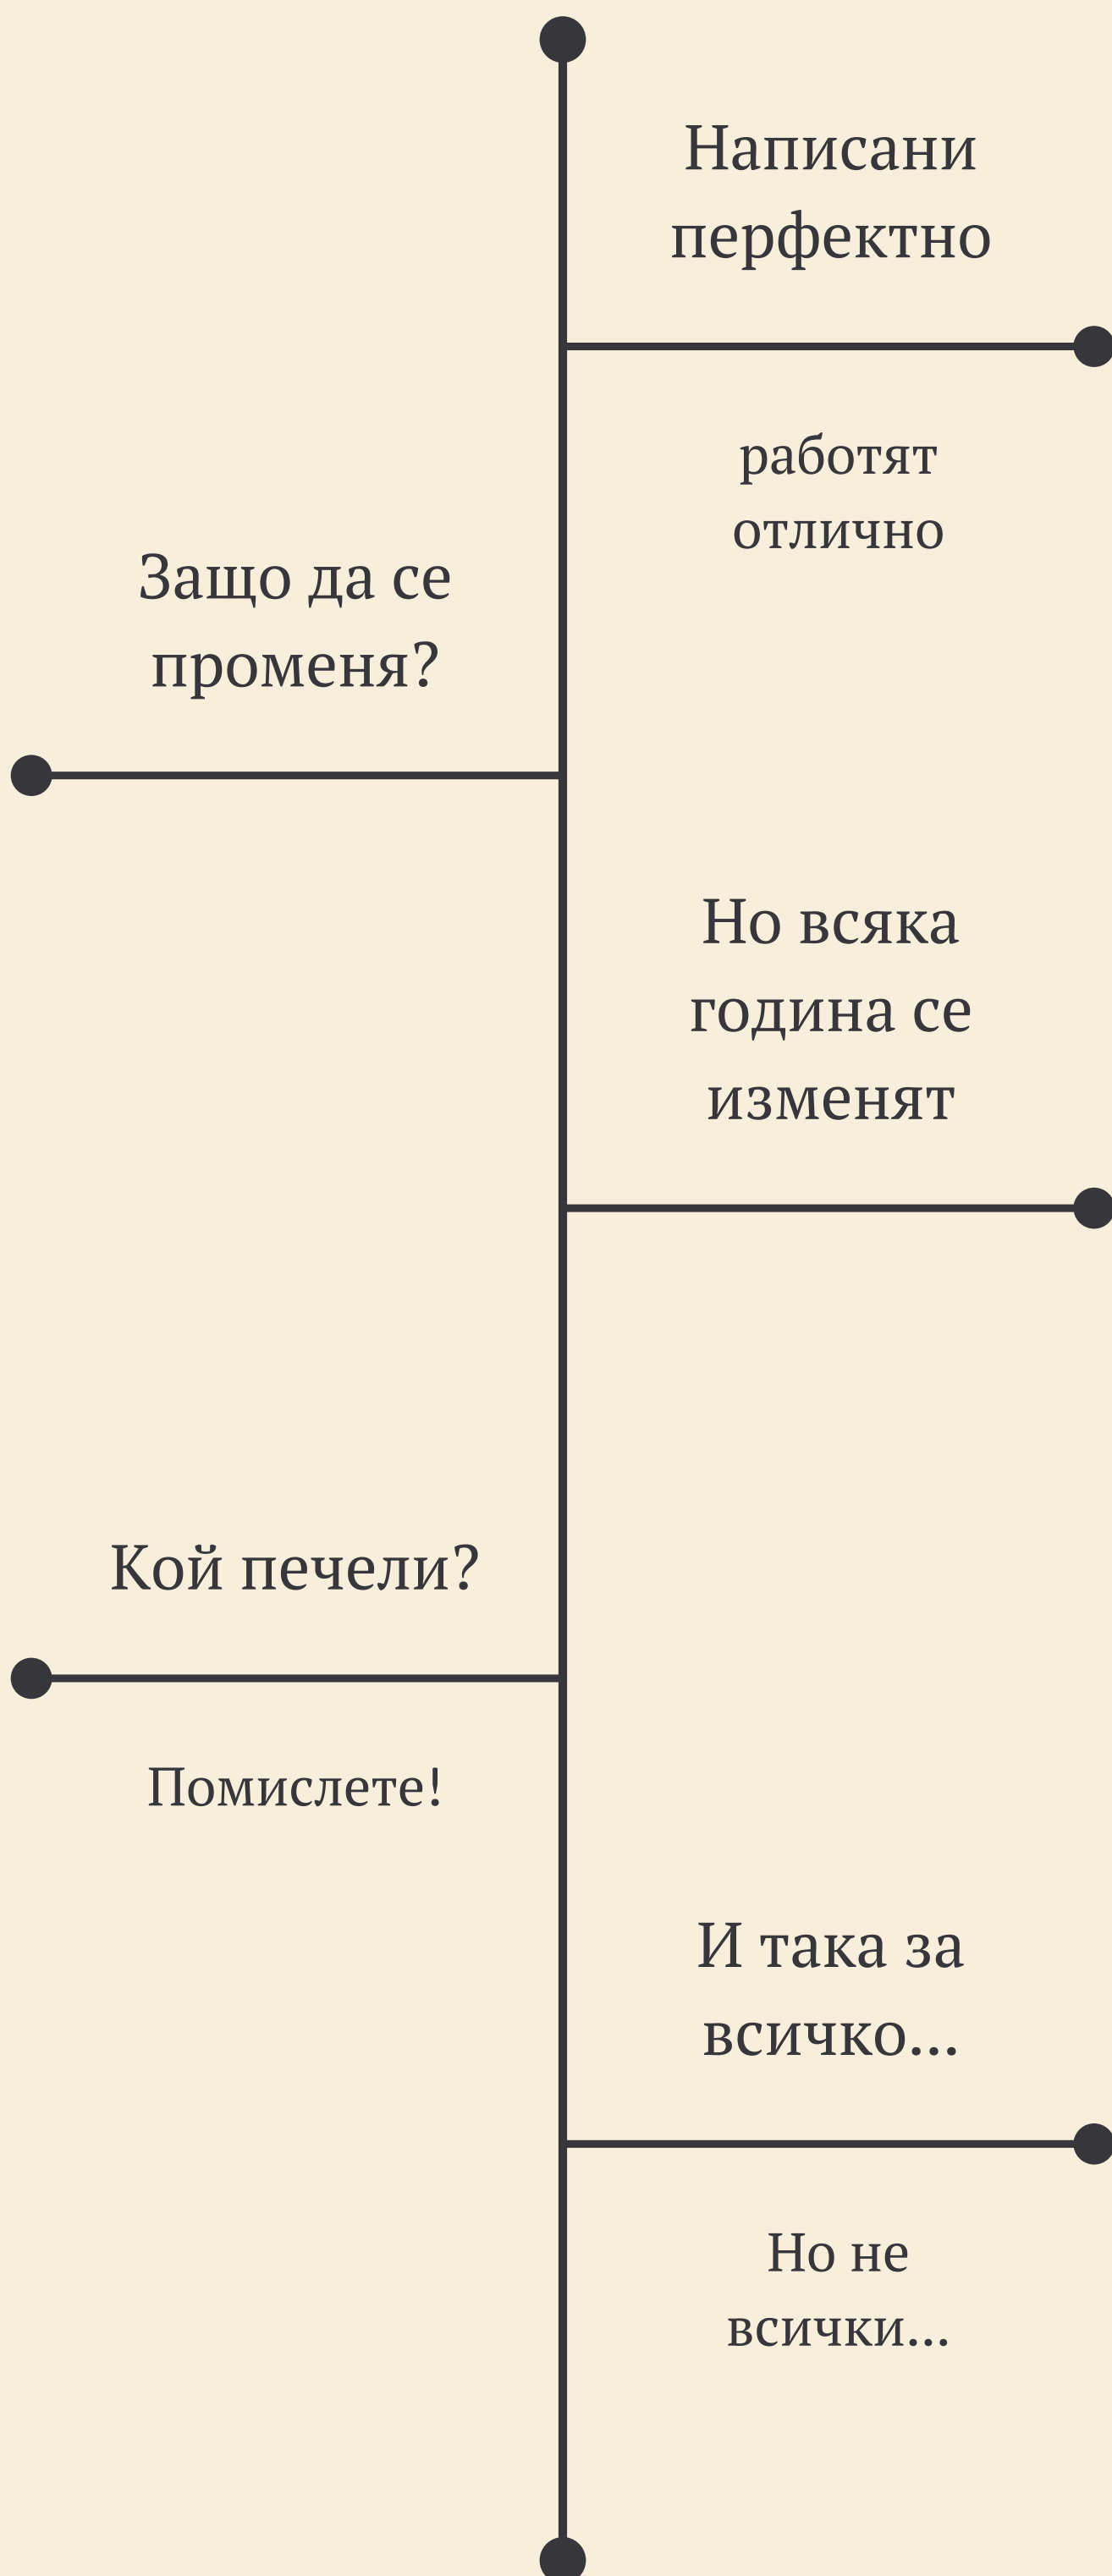 Написани
перфектно
работят
отлично
Защо да се
променя?
Но всяка
година се
изменят
Кой печели?
Помислете!
И така за
всичко...
Но не
всички...